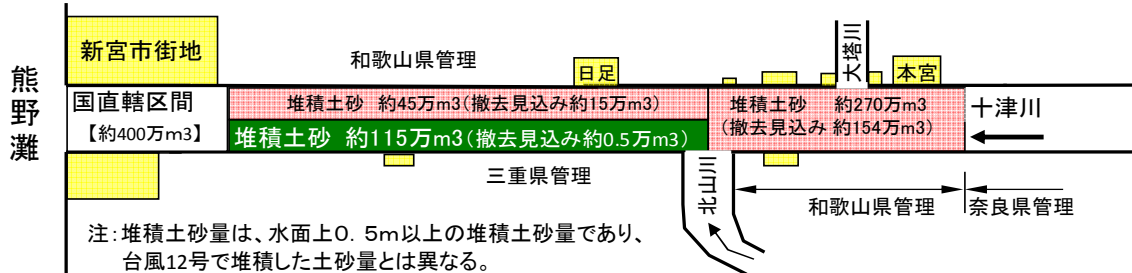 新宮市街地
和歌山県管理
日足
大塔川
本宮
熊野灘
国直轄区間
【約400万m3】
堆積土砂 約45万m3(撤去見込み約15万m3)
堆積土砂 約115万m3(撤去見込み約0.5万m3)
堆積土砂 約270万m3
(撤去見込み 約154万m3)
十津川
三重県管理
北山川
和歌山県管理
奈良県管理
注:堆積土砂量は、水面上0.5m以上の堆積土砂量であり、
台風12号で堆積した土砂量とは異なる。